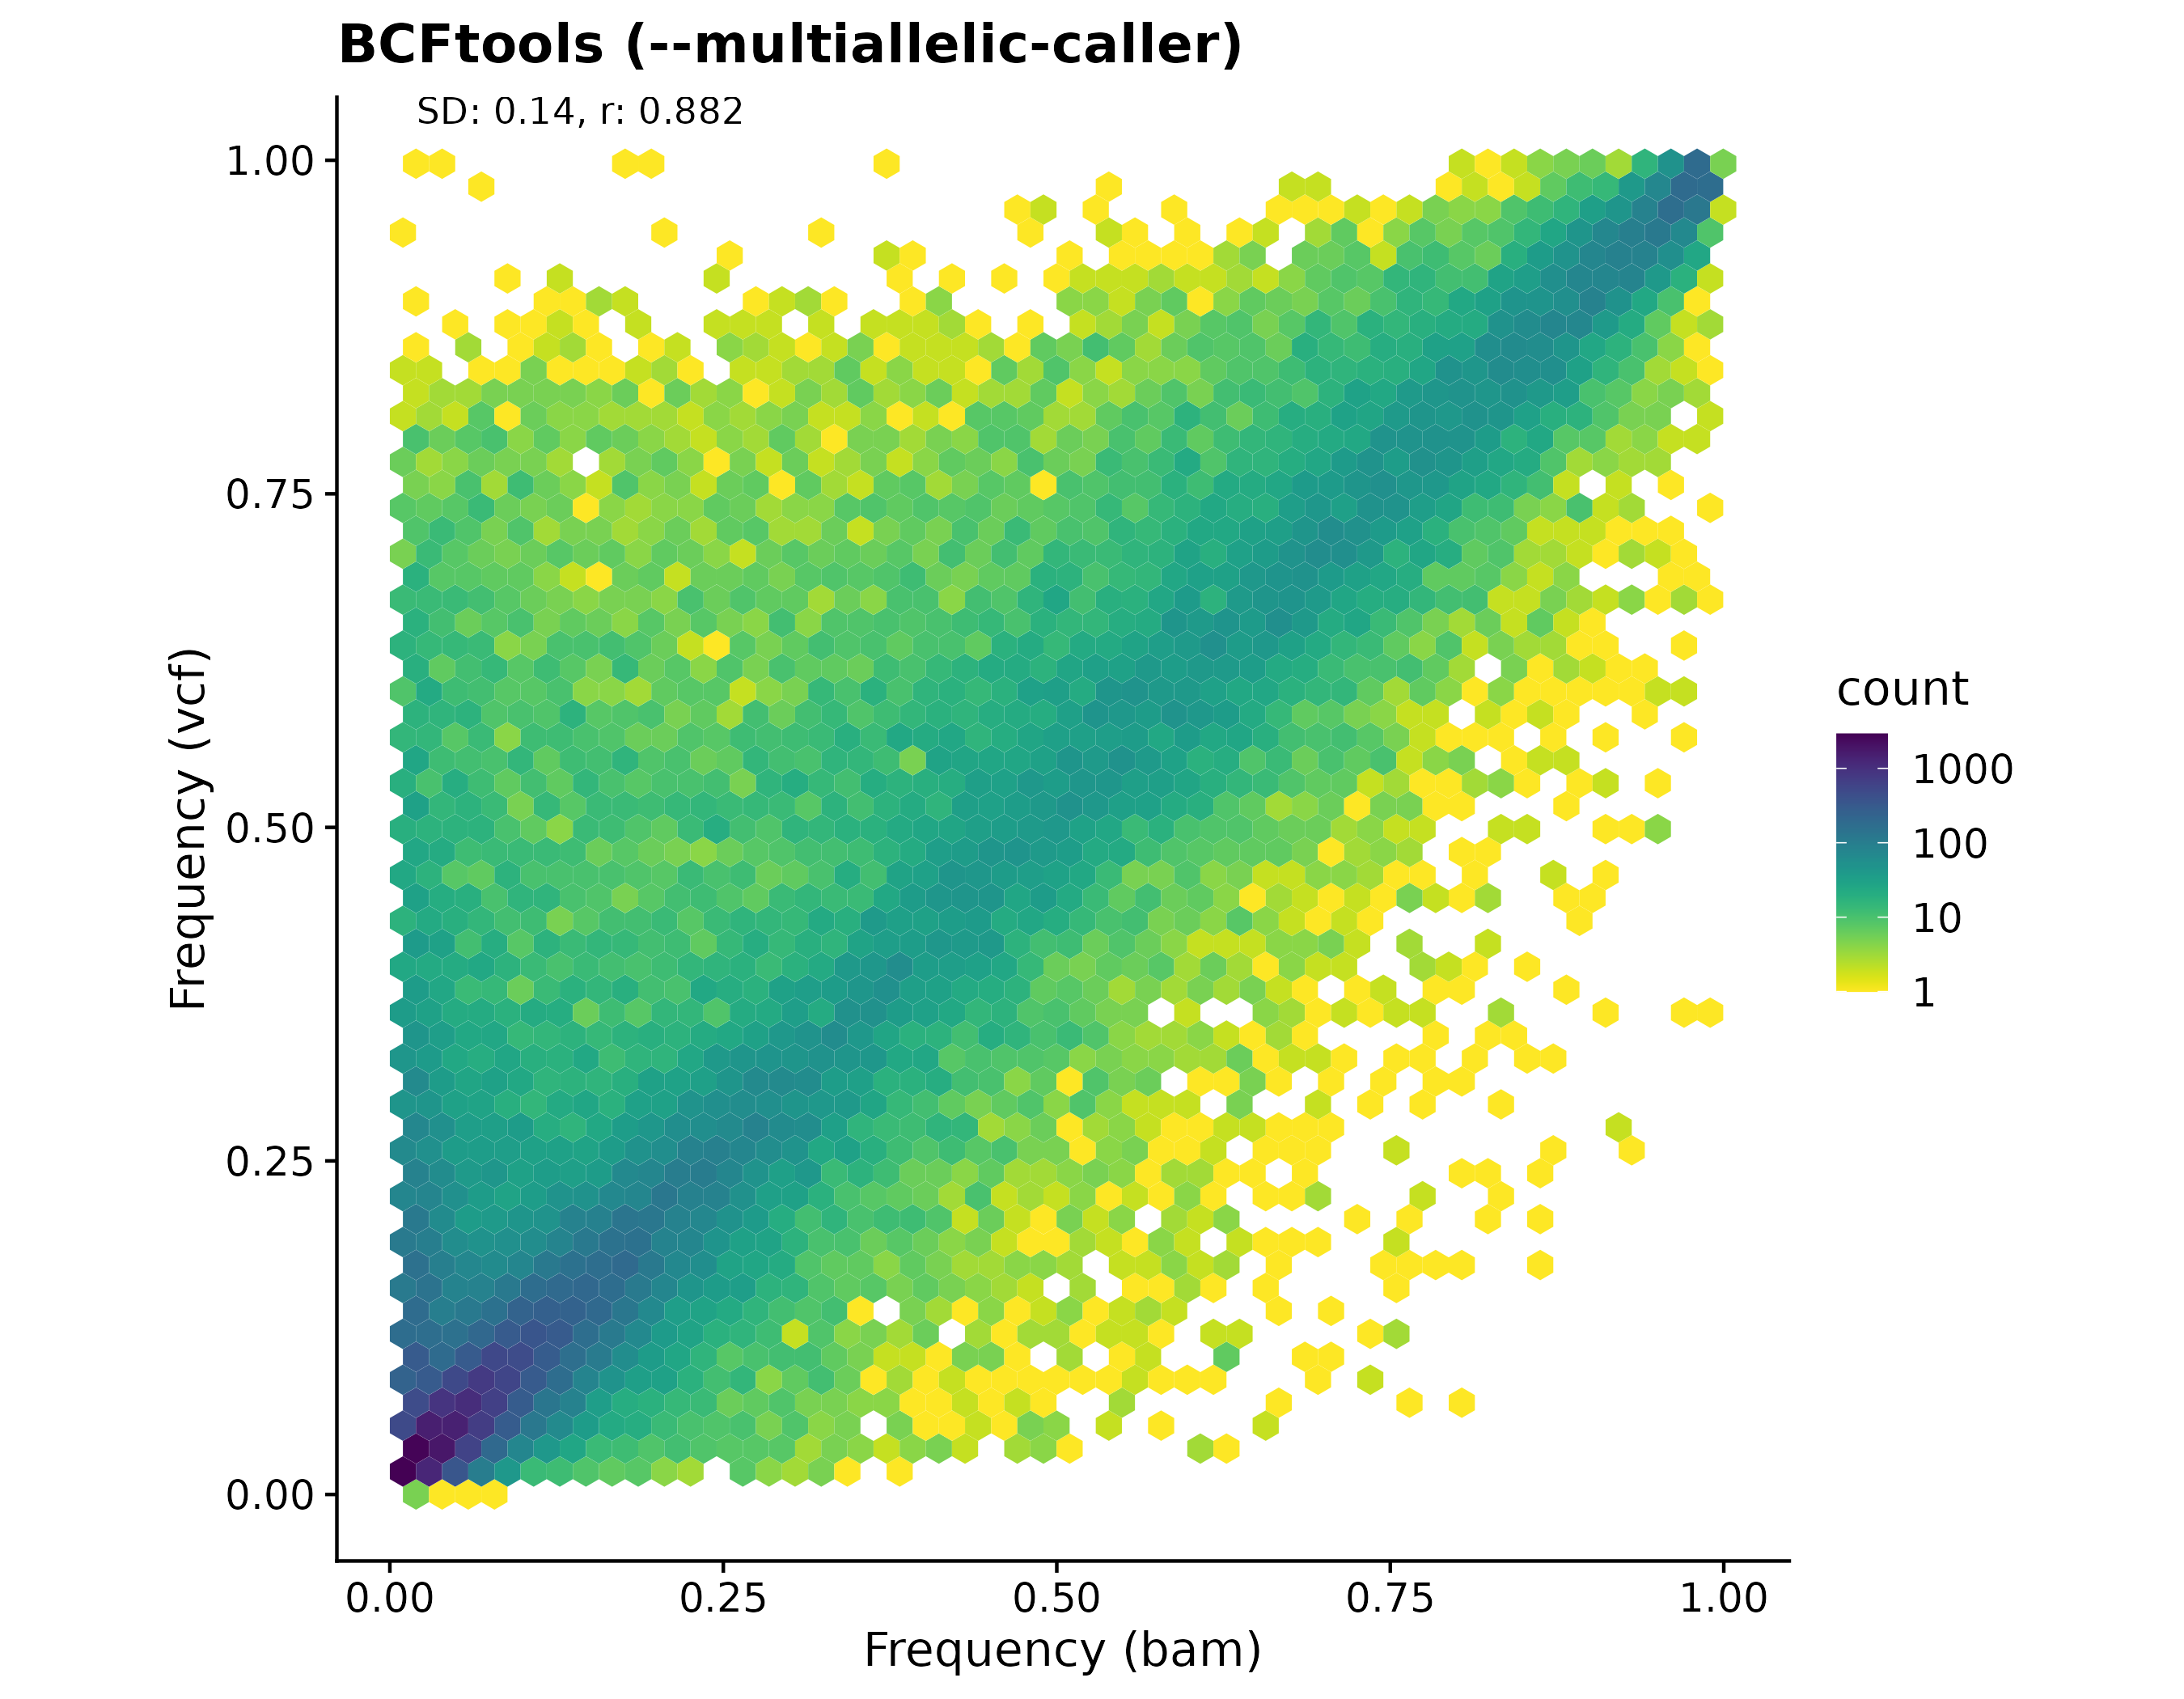 BCFtools (--multiallelic-caller)
SD: 0.14, r: 0.882
1.00
0.75
0.50
0.25
0.00
Frequency (vcf)
0.00 0.25 0.50 0.75 1.00
Frequency (bam)
count
1000
100
10
1